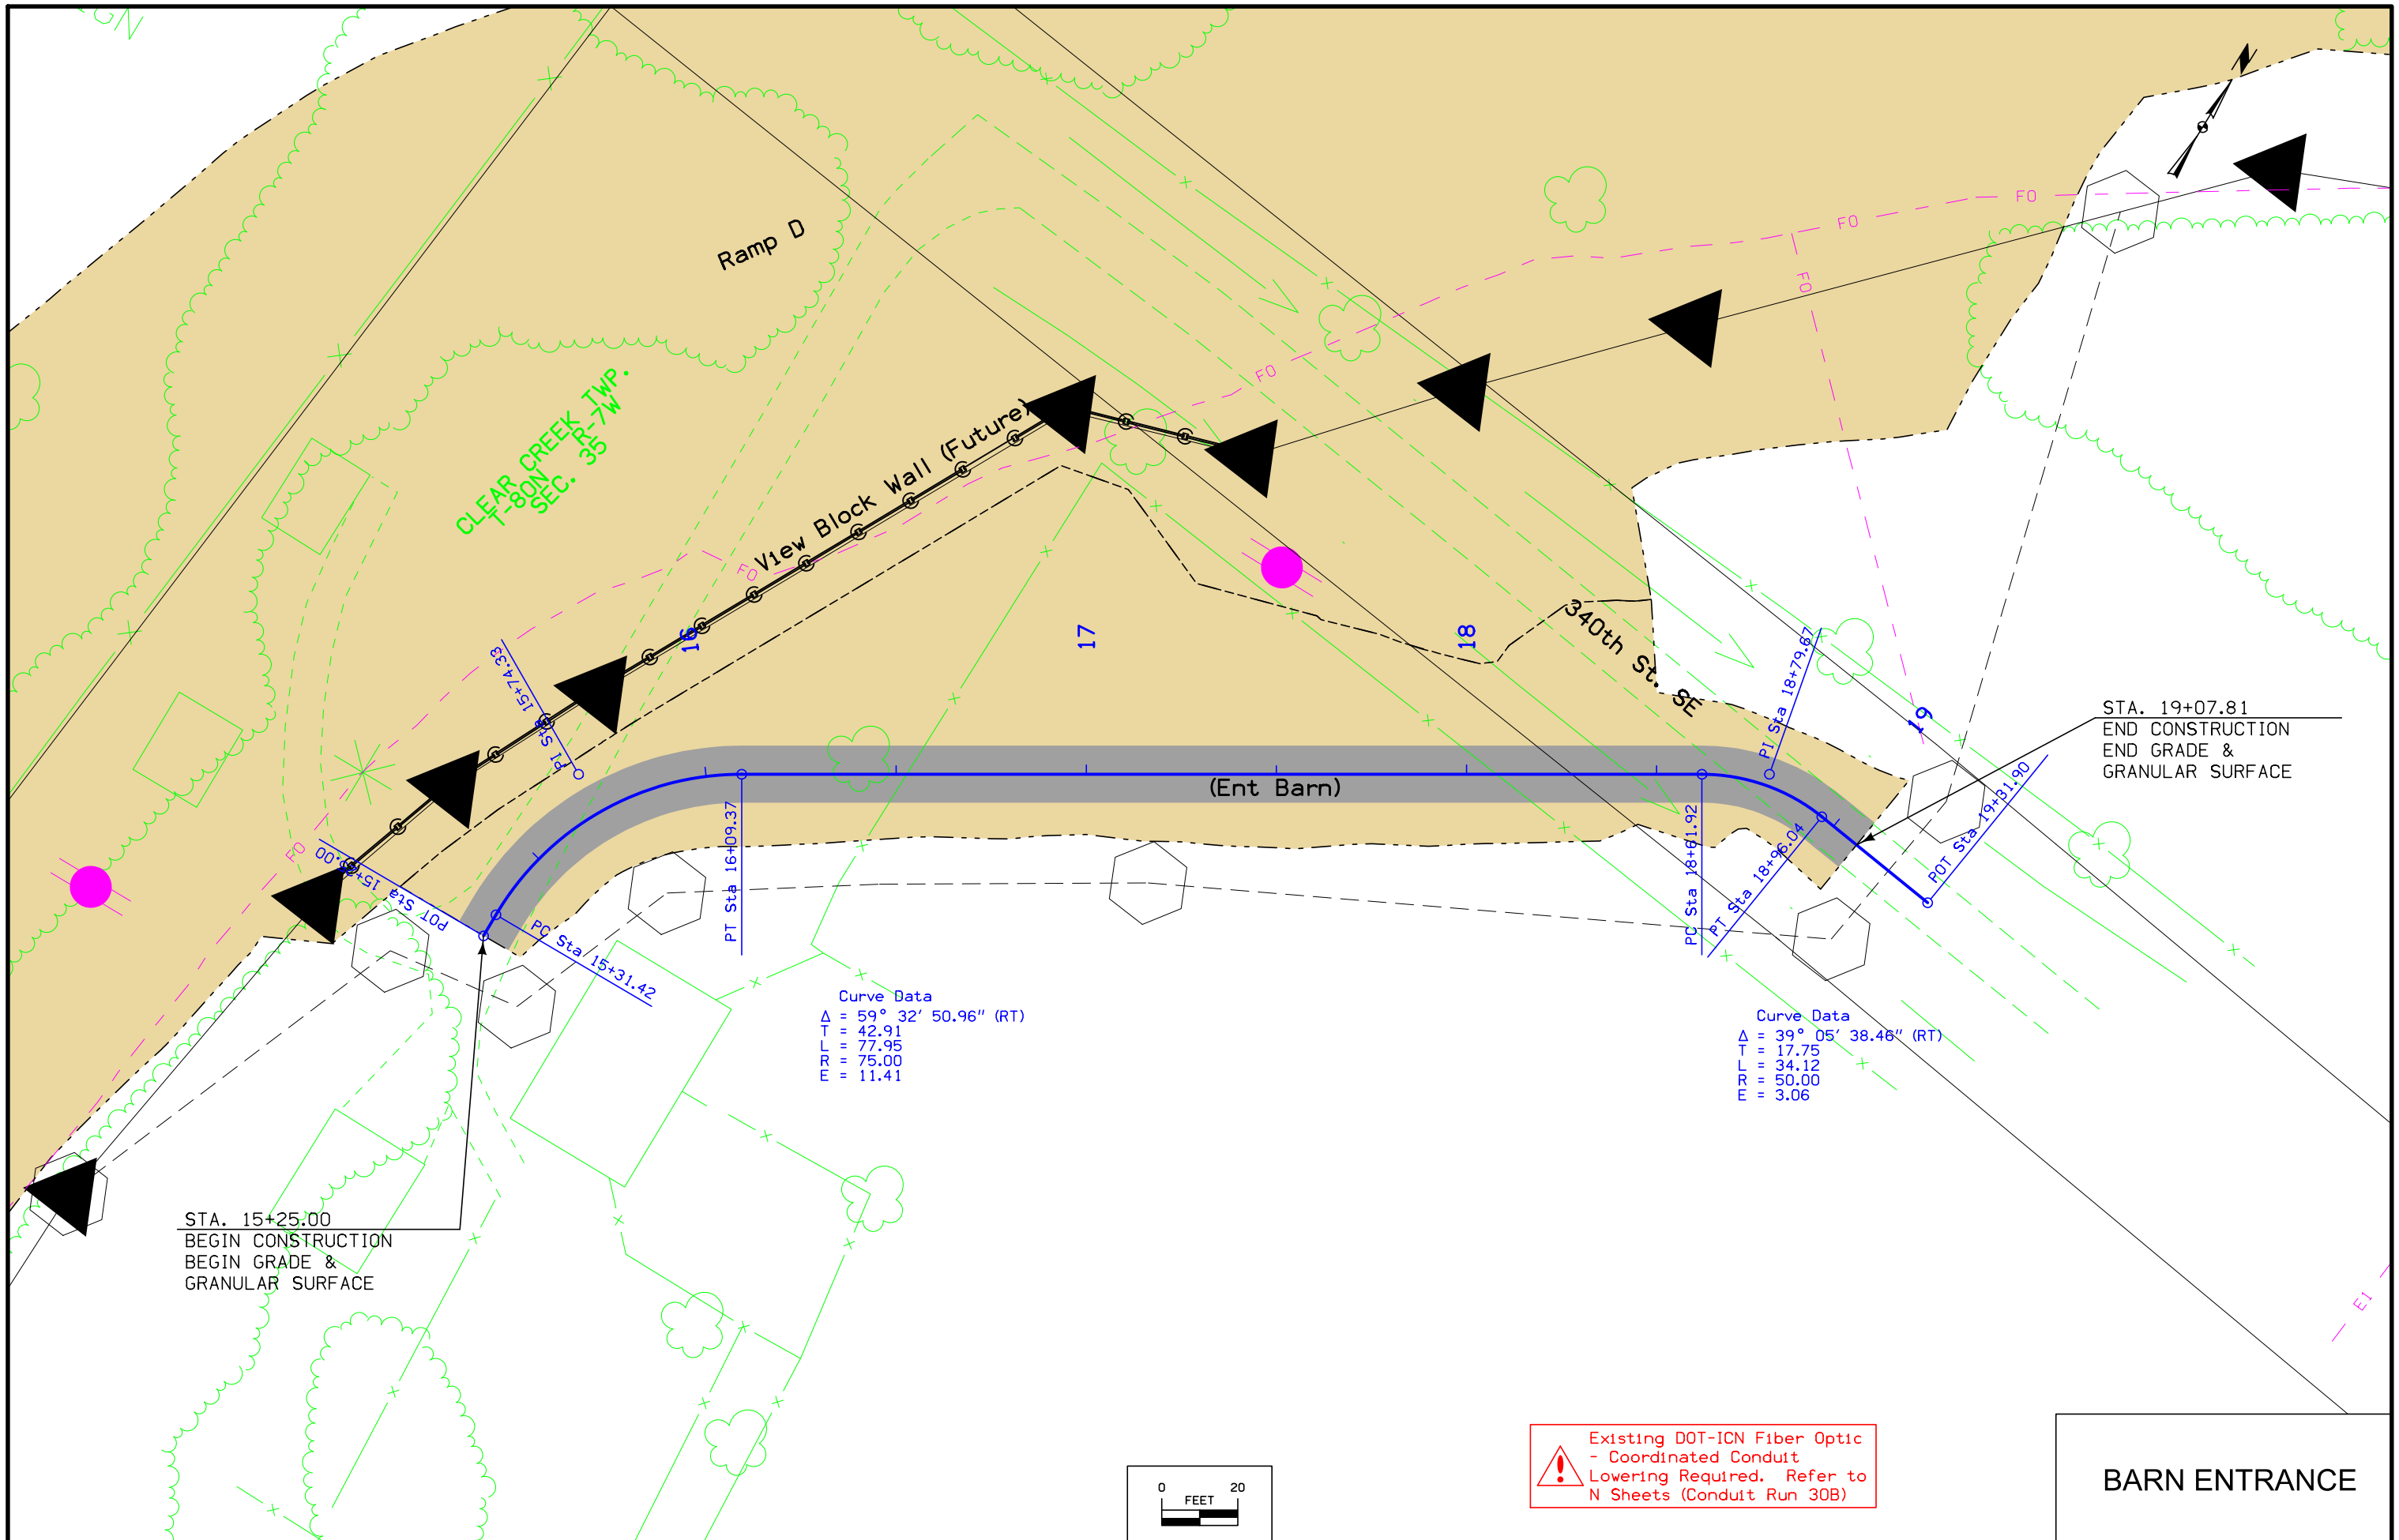 GN
Ramp D
FO
FO
FO
FO
CLEAR CREEK TWP.
T-80N R-7W
SEC. 35
View Block Wall (Future)
FO
FO
340th St. SE
16
17
18
19
PI Sta 15+74.33
PI Sta 18+79.67
STA. 19+07.81
END CONSTRUCTION
END GRADE &
GRANULAR SURFACE
(Ent Barn)
POT Sta 15+25.00
PC Sta 15+31.42
PT Sta 16+09.37
PC Sta 18+61.92
PT Sta 18+96.04
POT Sta 19+31.90
Curve Data
Δ = 59° 32' 50.96" (RT)
T = 42.91
L = 77.95
R = 75.00
E = 11.41
Curve Data
Δ = 39° 05' 38.46" (RT)
T = 17.75
L = 34.12
R = 50.00
E = 3.06
STA. 15+25.00
BEGIN CONSTRUCTION
BEGIN GRADE &
GRANULAR SURFACE
E1
0 20
FEET
Existing DOT-ICN Fiber Optic
- Coordinated Conduit
Lowering Required. Refer to
N Sheets (Conduit Run 30B)
BARN ENTRANCE